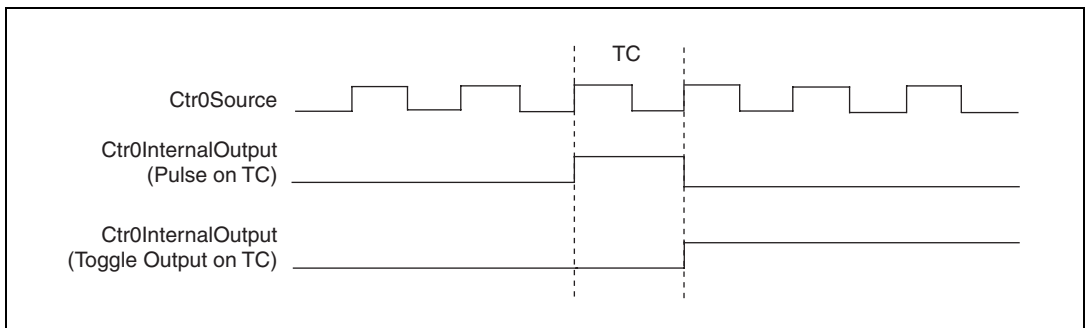 TC
Ctr0Source
Ctr0InternalOutput
(Pulse on TC)
Ctr0InternalOutput
(Toggle Output on TC)